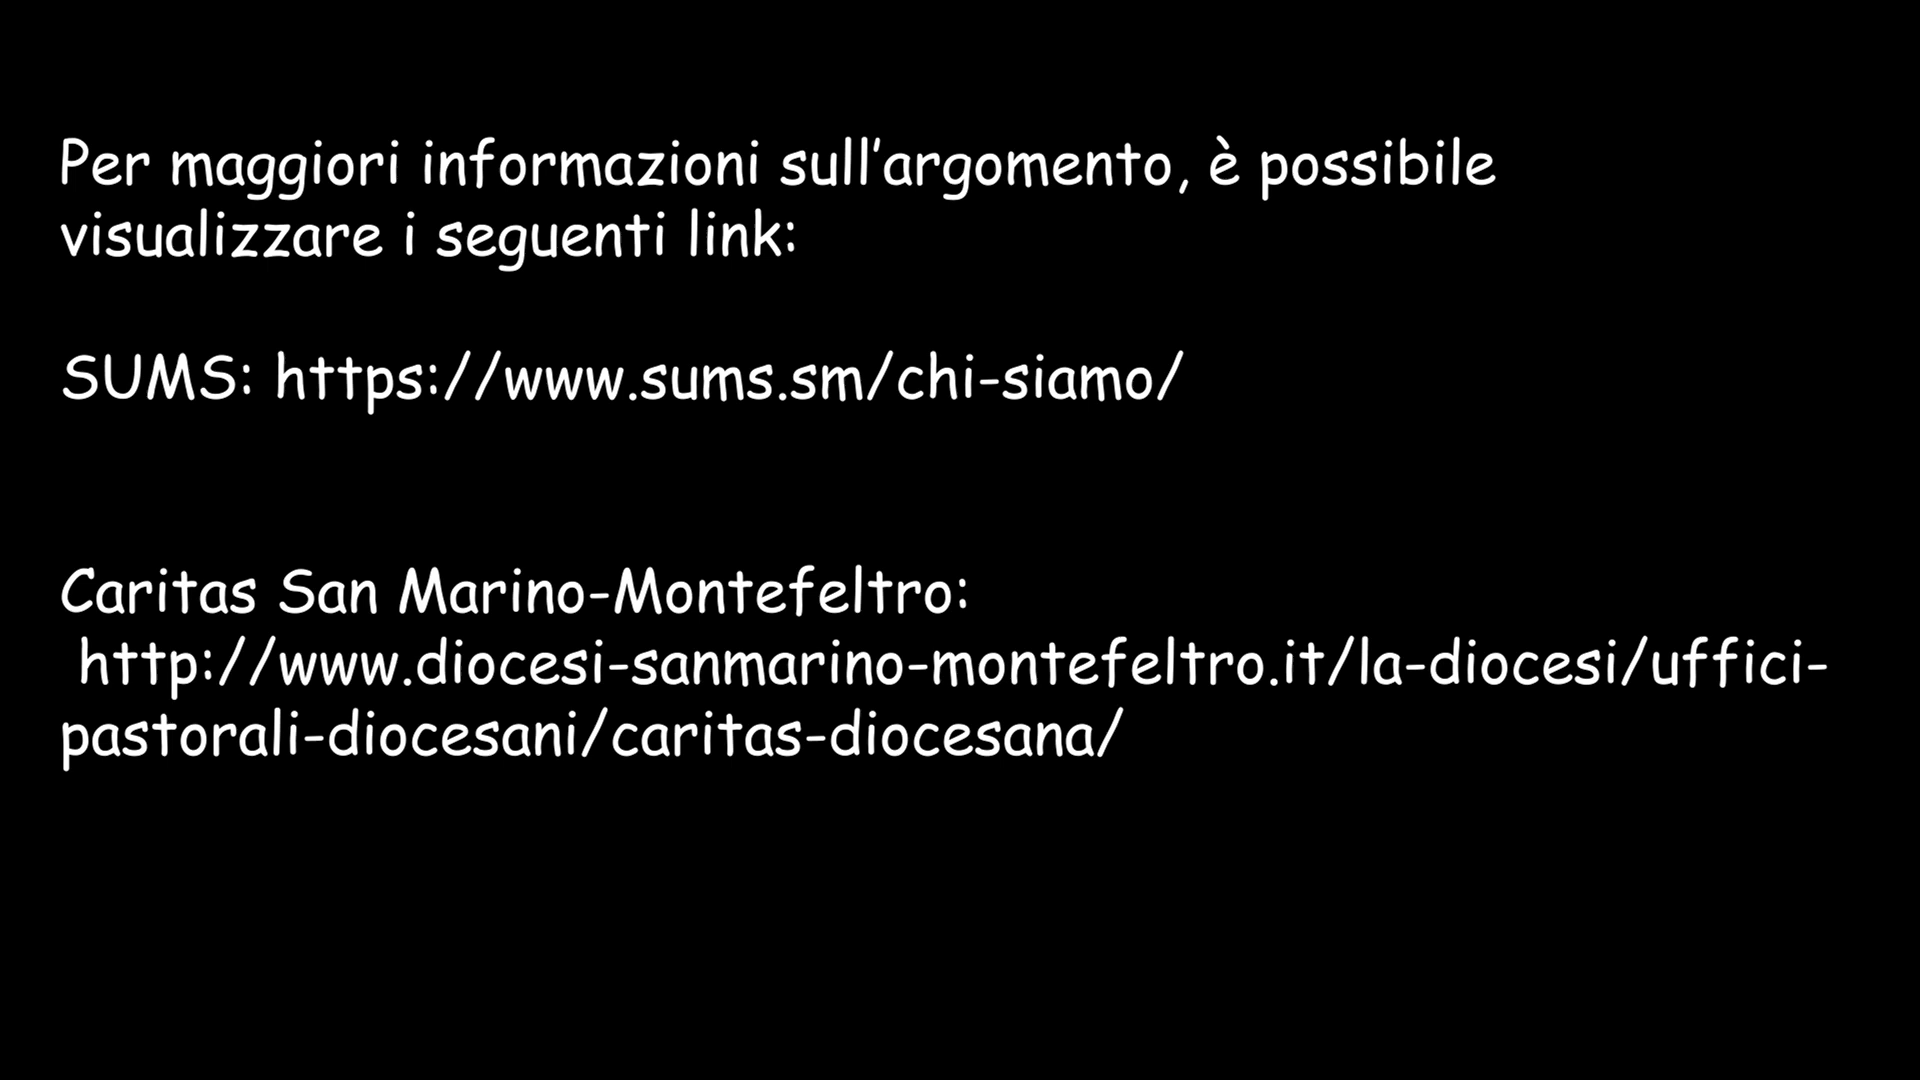 Per maggiori informazioni sull'argomento, è possibile
visualizzare i seguenti link:
SUMS: https://www.sums.sm/chi-siamo/
Caritas San Marino-Montefeltro:
http://www.diocesi-sanmarino-montefeltro.it/la-diocesi/uffici-
pastorali-diocesani/caritas-diocesana/